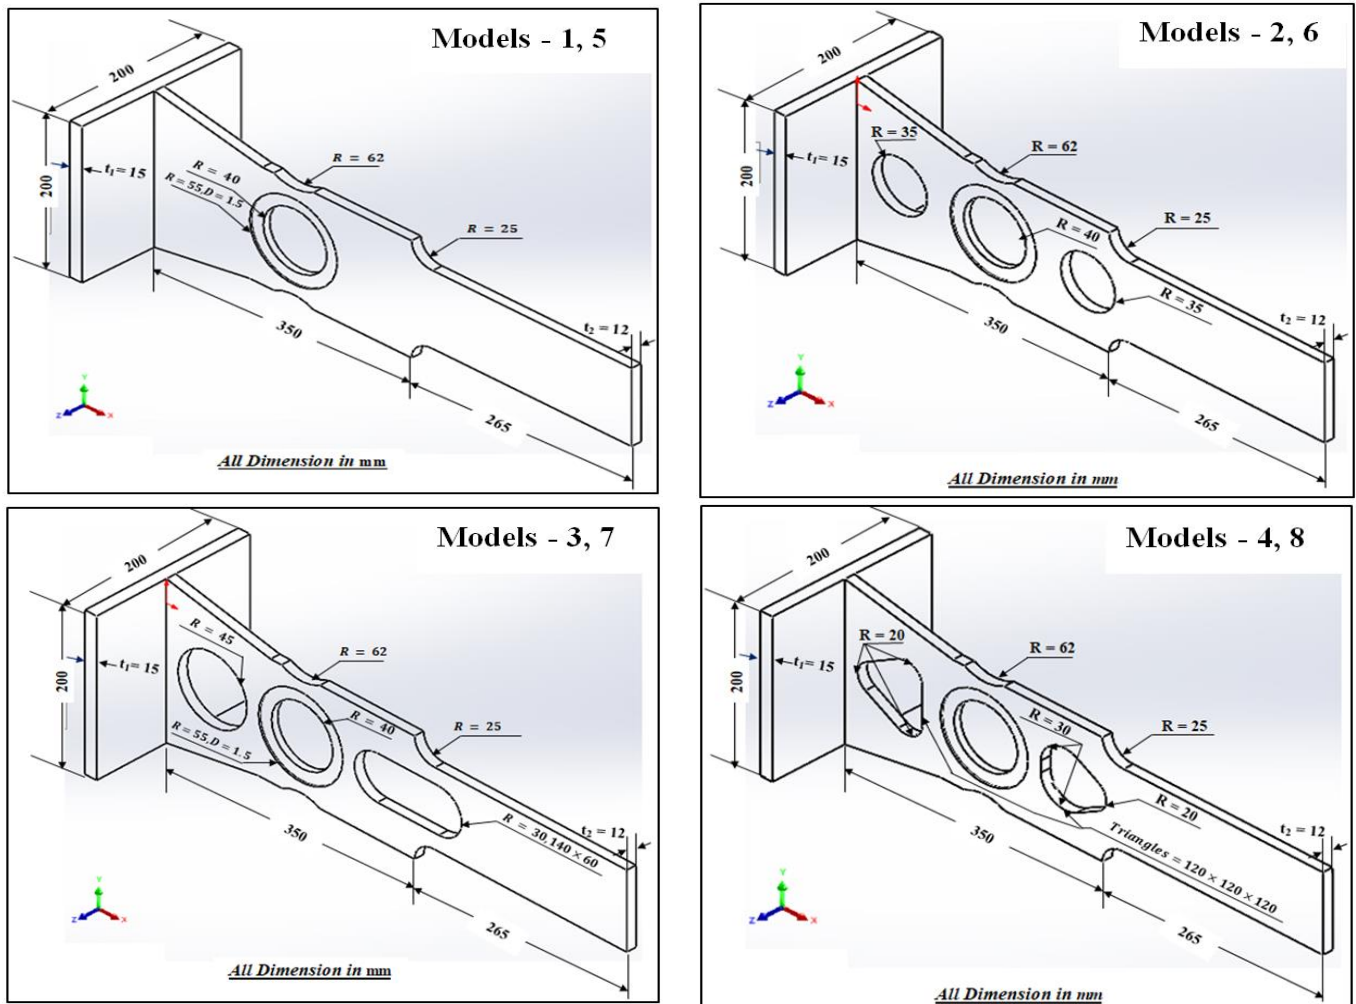 Models - 1, 5
200
200
t₁= 15
R = 62
R = 40
R = 55,D = 1.5
R = 25
350
t₂ = 12
265
Y
Z
X
All Dimension in mm
Models - 2, 6
200
200
t₁= 15
R = 35
R = 62
R = 25
R = 40
R = 35
350
t₂ = 12
265
Y
Z
X
All Dimension in mm
Models - 3, 7
200
200
t₁= 15
R = 45
R = 62
R = 40
R = 25
R = 55,D = 1.5
R = 30,140 × 60
350
t₂ = 12
265
Y
Z
X
All Dimension in mm
Models - 4, 8
200
200
t₁= 15
R = 20
R = 62
R = 30
R = 25
R = 20
Triangles = 120 × 120 × 120
350
t₂ = 12
265
Y
Z
X
All Dimension in mm